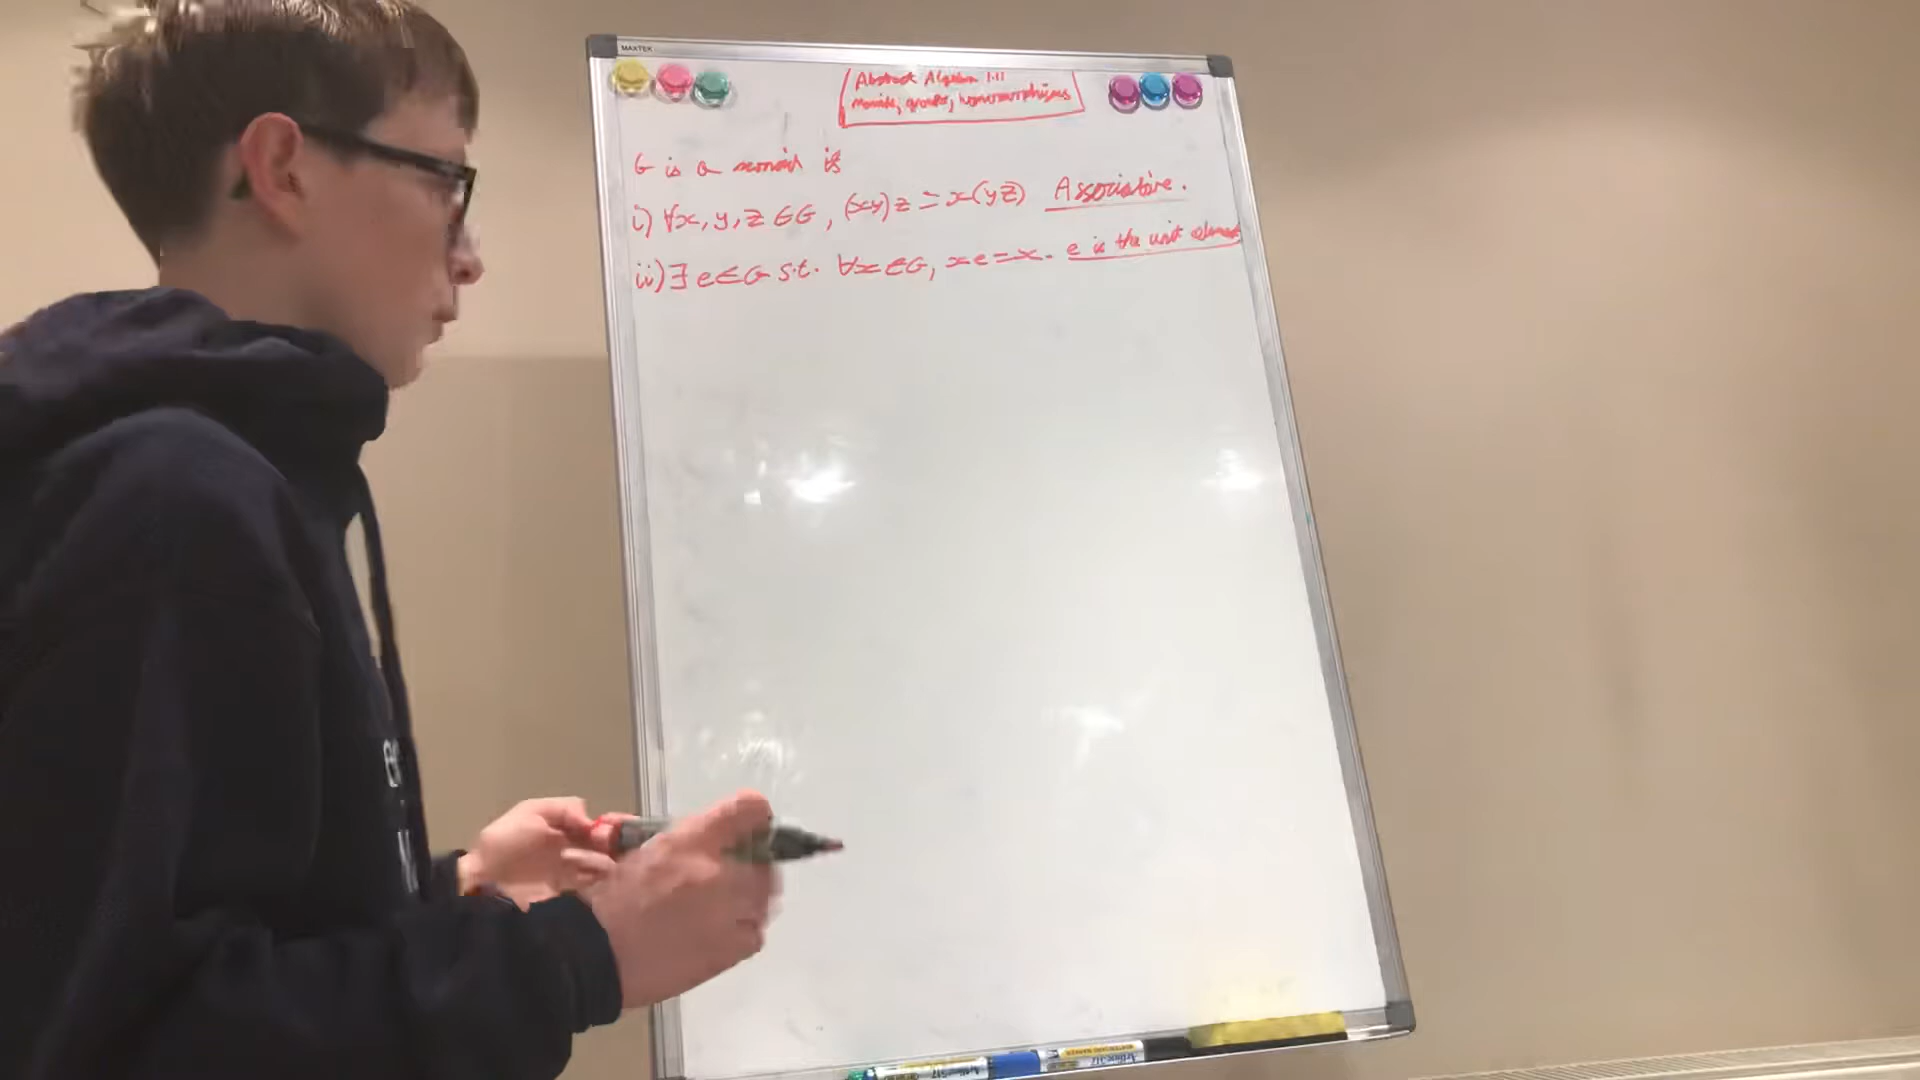 MAXTEK
Abstract Algebra 1.11
monoids, groups, homomorphisms
G is a monoid if
i) ∀x, y, z ∈ G, (xy)z = x(yz) Associative.
ii) ∃ e ∈ G s.t. ∀x ∈ G, xe = x. e is the unit element